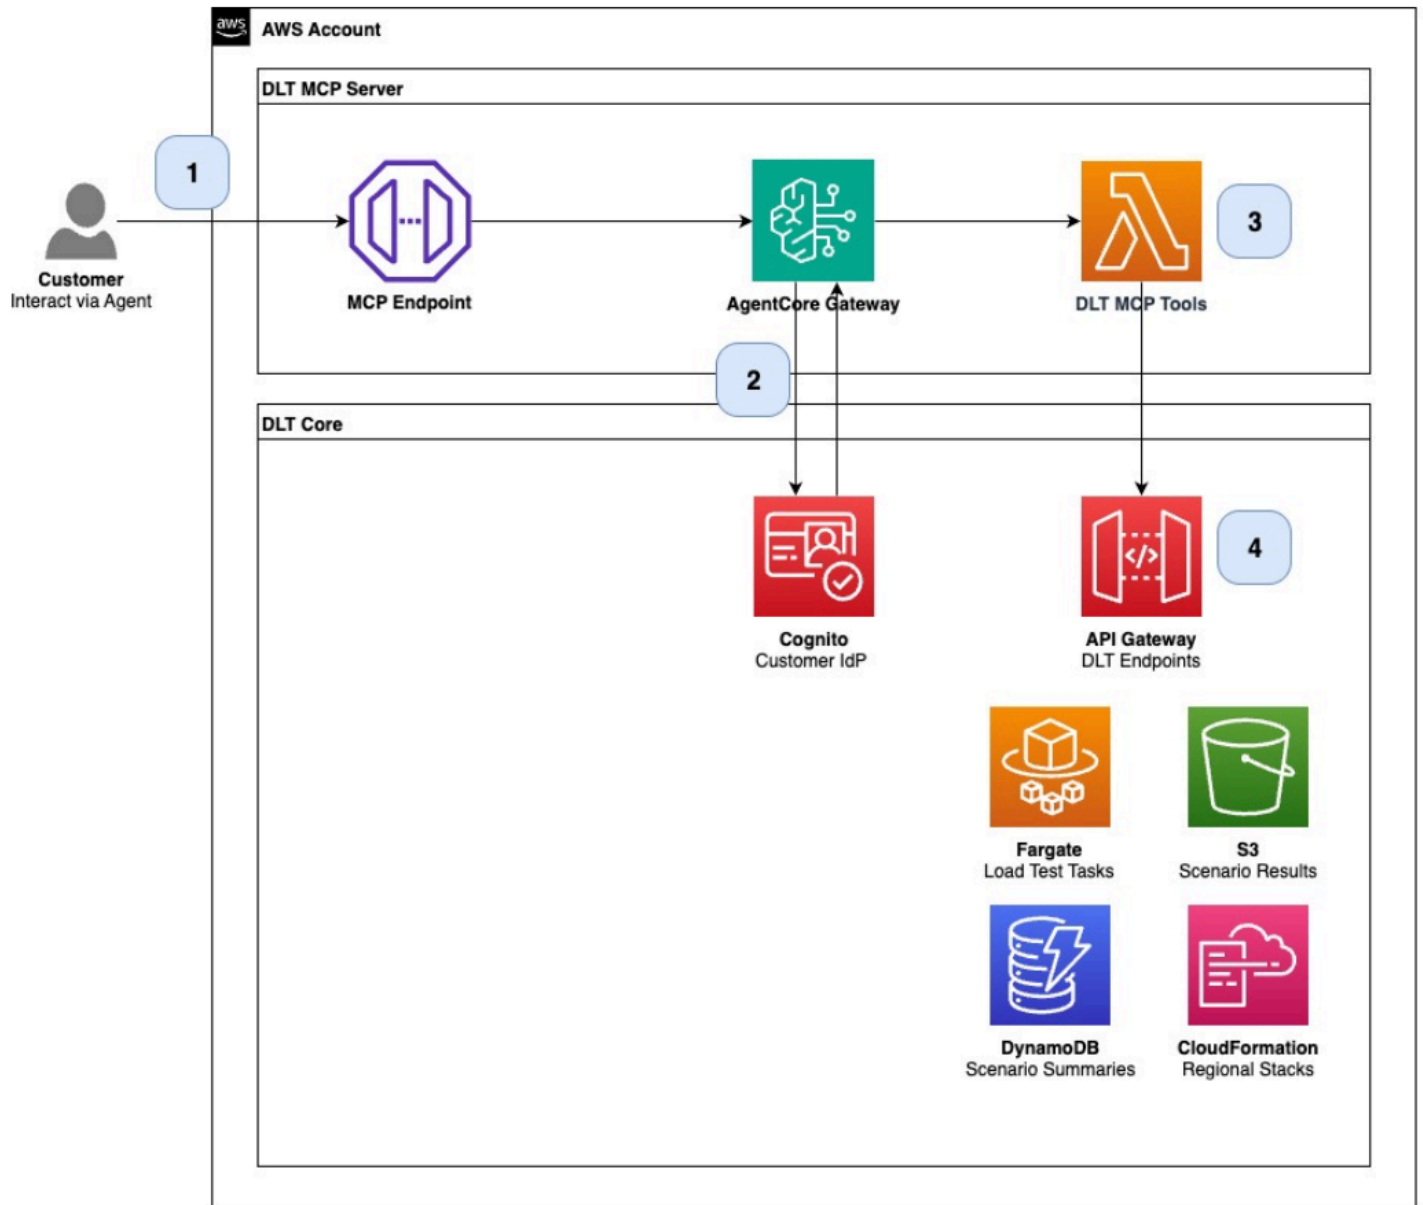 aws
AWS Account
DLT MCP Server
1
3
Customer
Interact via Agent
MCP Endpoint
AgentCore Gateway
DLT MCP Tools
2
DLT Core
4
</>
Cognito
Customer IdP
API Gateway
DLT Endpoints
Fargate
Load Test Tasks
S3
Scenario Results
DynamoDB
Scenario Summaries
CloudFormation
Regional Stacks